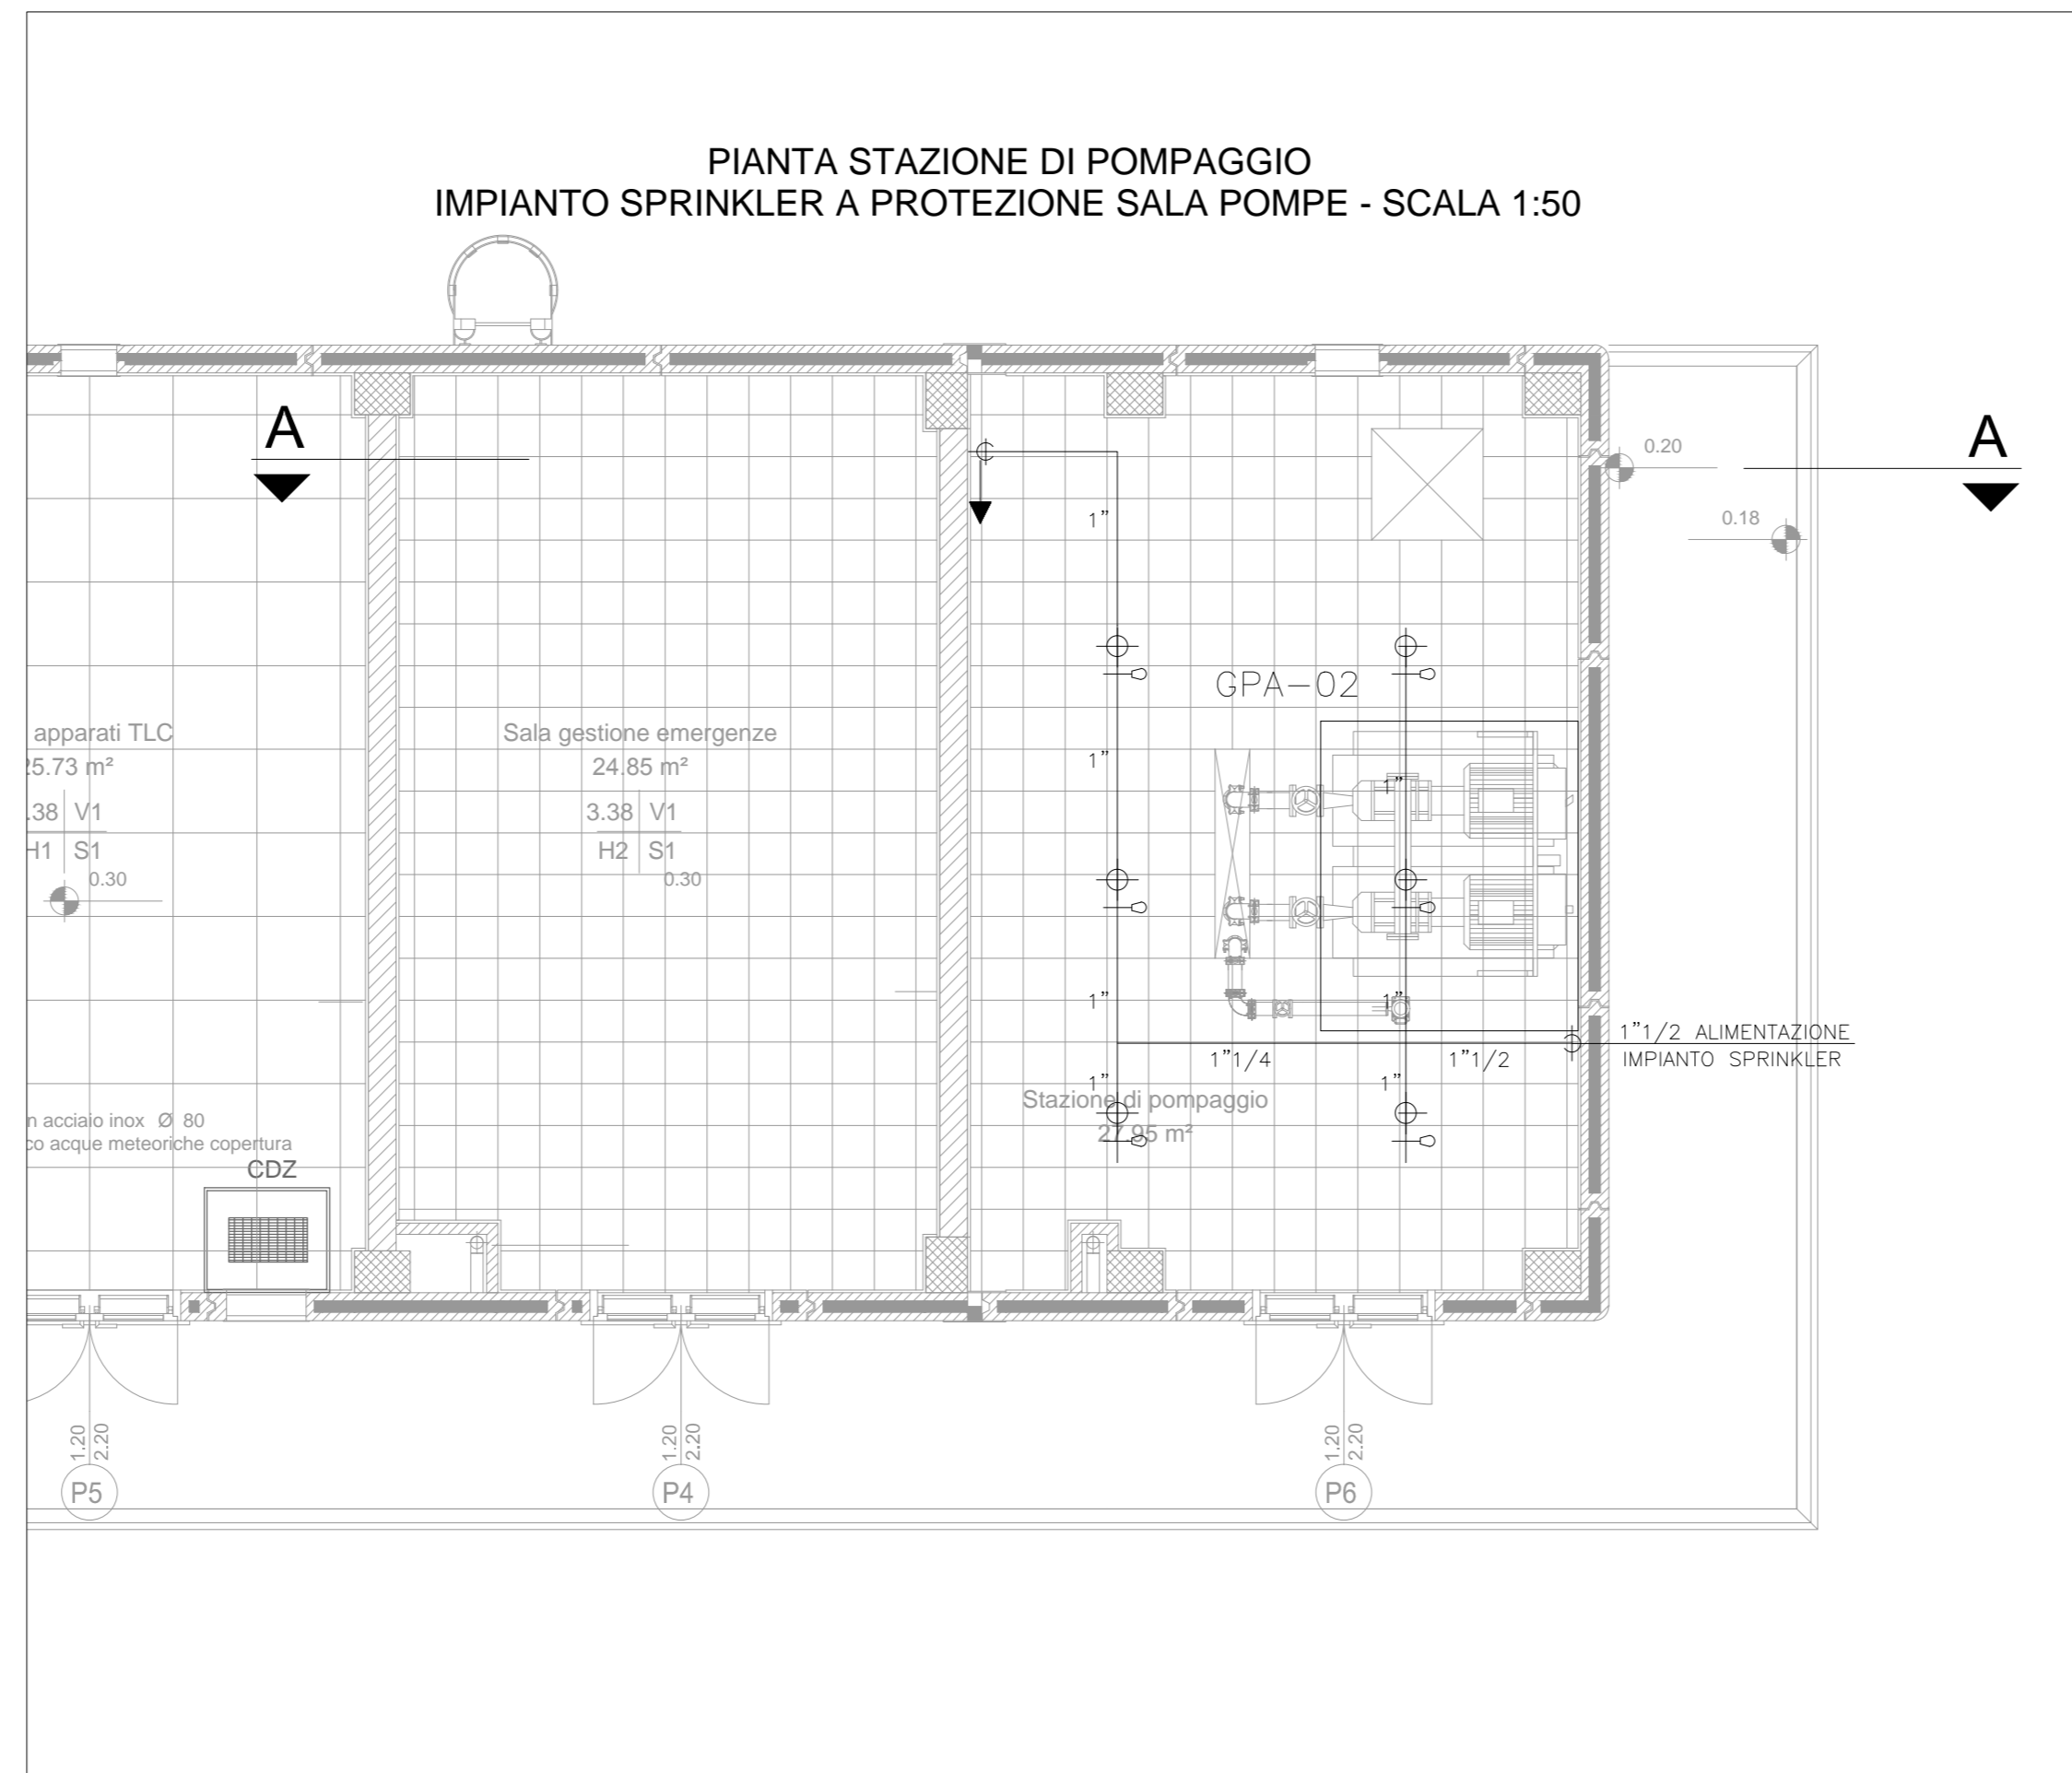 PIANTA STAZIONE DI POMPAGGIO
IMPIANTO SPRINKLER A PROTEZIONE SALA POMPE - SCALA 1:50
A
A
0.20
0.18
1"
GPA-02
apparati TLC
25.73 m²
.38 V1
H1 S1
0.30
Sala gestione emergenze
24.85 m²
3.38 V1
H2 S1
0.30
1"
1"
1"
1"
1"1/4
1"1/2
1"1/2 ALIMENTAZIONE
IMPIANTO SPRINKLER
1"
1"
Stazione di pompaggio
27.95 m²
n acciaio inox Ø 80
co acque meteoriche copertura
CDZ
1.20
2.20
P5
1.20
2.20
P4
1.20
2.20
P6